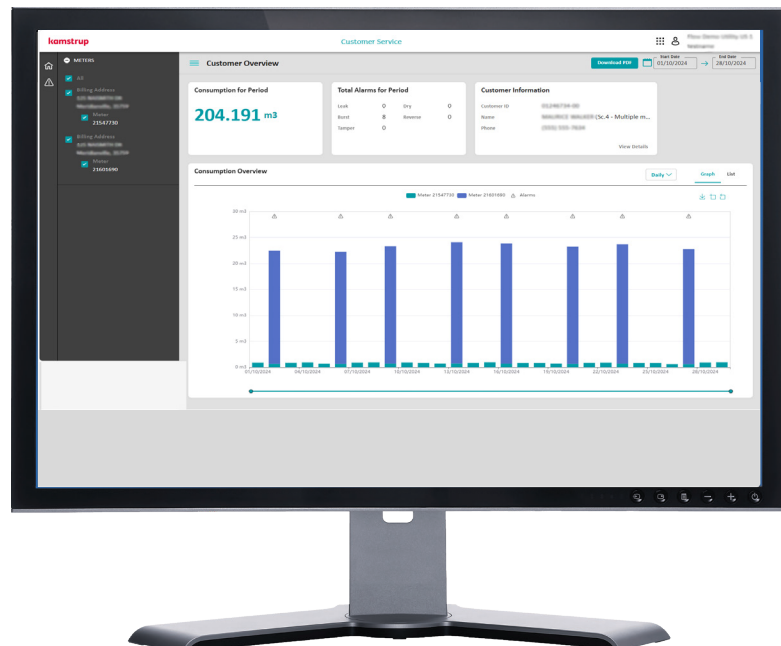 kamstrup
Customer Service
METERS
All
Billing Address
Meter
21547730
Billing Address
Meter
21601690
Customer Overview
Download PDF
Start Date
01/10/2024
End Date
28/10/2024
Consumption for Period
204.191 m3
Total Alarms for Period
Leak 0 Dry 0
Burst 8 Reverse 0
Tamper 0
Customer Information
Customer ID
Name (Sc.4 - Multiple m...
Phone
View Details
Consumption Overview
Daily
Graph
List
Meter 21547730 Meter 21601690 Alarms
30 m3
25 m3
20 m3
15 m3
10 m3
5 m3
0 m3
01/10/2024 04/10/2024 07/10/2024 10/10/2024 13/10/2024 16/10/2024 19/10/2024 22/10/2024 25/10/2024 28/10/2024